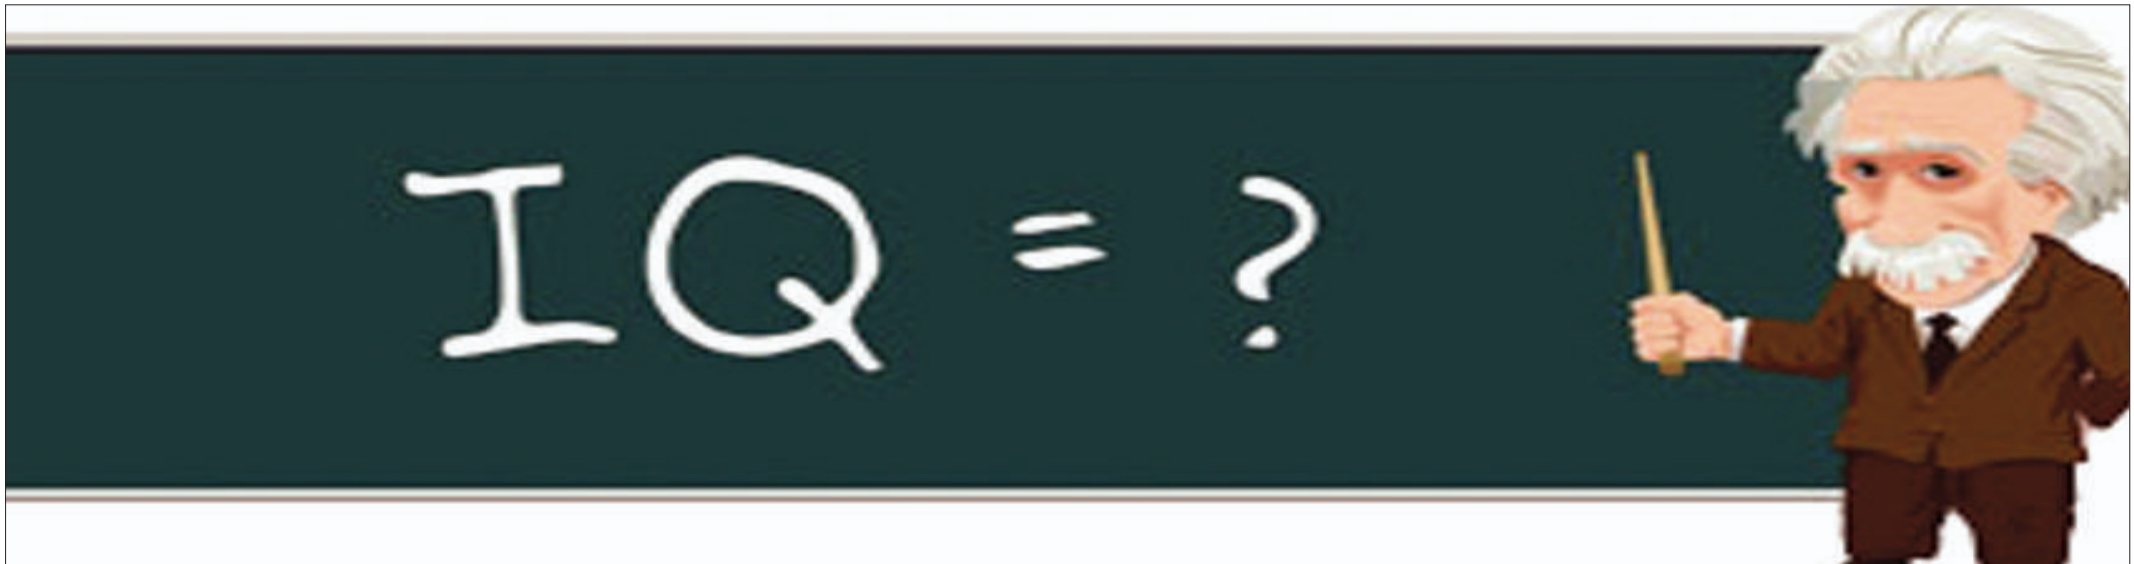 IQ = ?